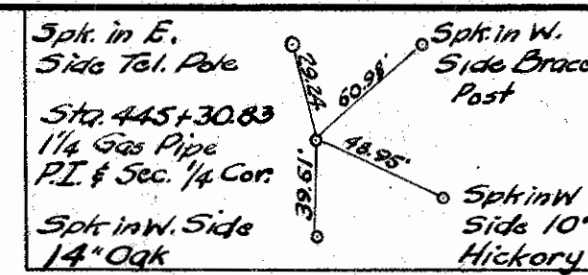 Spk. in E.
Side Tel. Pole
Sta. 445+30.83
1¼ Gas Pipe
P.I. & Sec. ¼ Cor.
Spk in W. Side
14" Oak
29.24
60.98'
48.95'
39.61'
Spk in W.
Side Brace
Post
Spk in W
Side 10"
Hickory